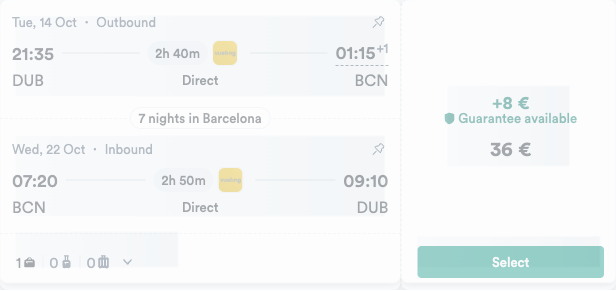 Tue, 14 Oct • Outbound
21:35 2h 40m 01:15+1
DUB Direct BCN
7 nights in Barcelona
Wed, 22 Oct • Inbound
07:20 2h 50m 09:10
BCN Direct DUB
1 0 0
+8 €
Guarantee available
36 €
Select